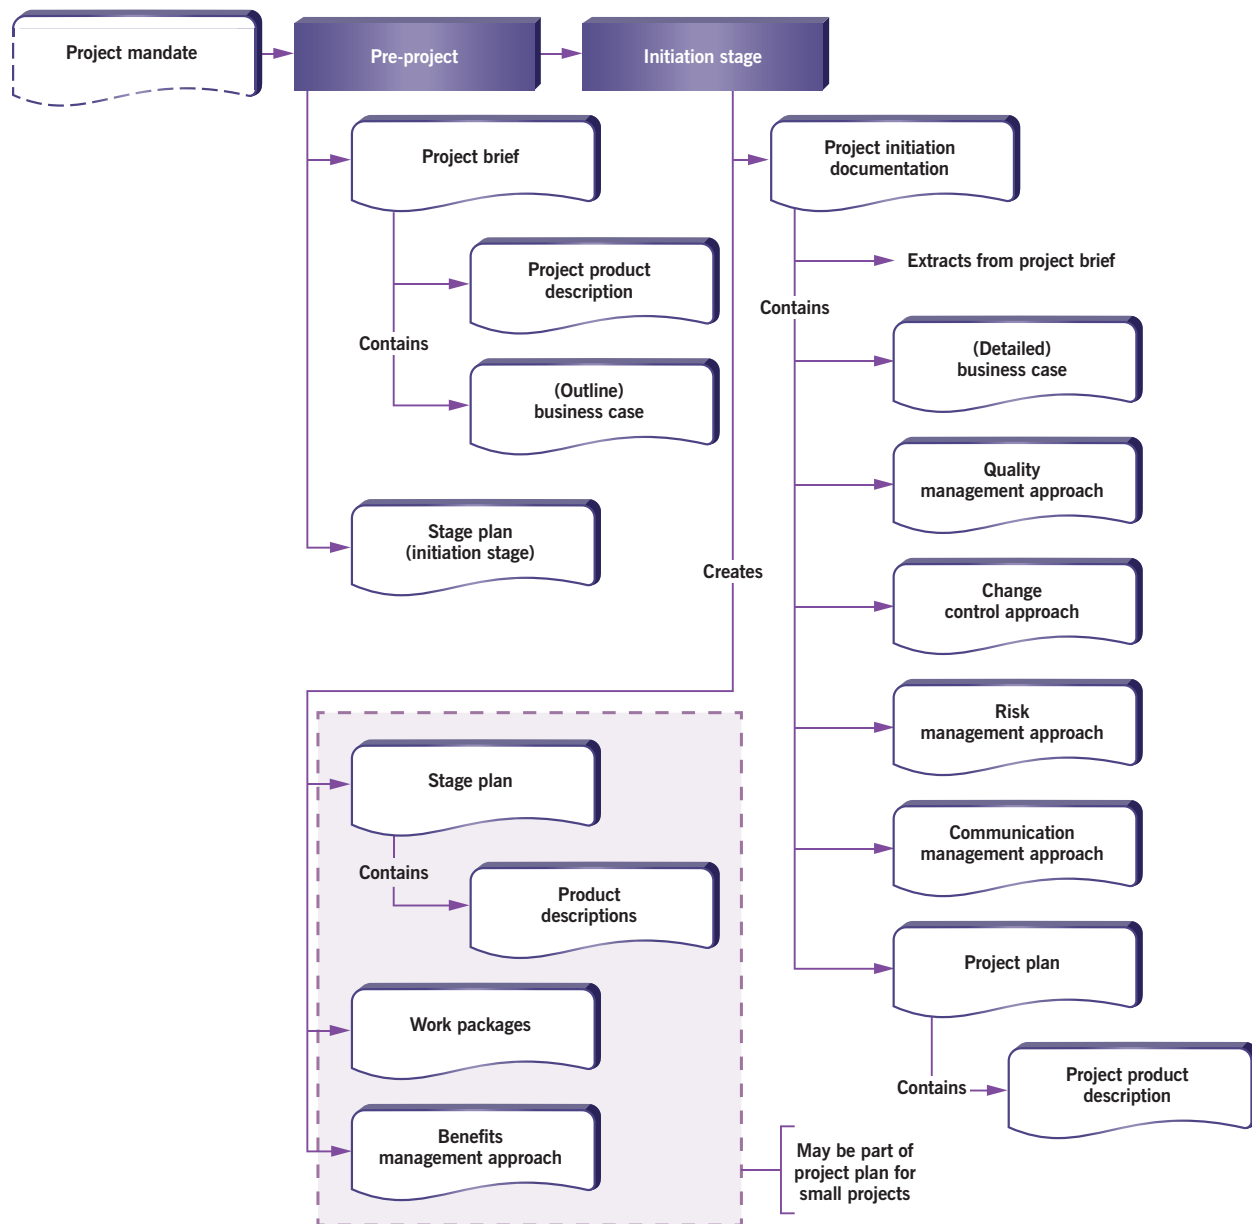 Project mandate
Pre-project
Initiation stage
Project brief
Project initiation
documentation
Project product
description
Extracts from project brief
Contains
Contains
(Detailed)
business case
(Outline)
business case
Quality
management approach
Stage plan
(initiation stage)
Creates
Change
control approach
Risk
management approach
Stage plan
Communication
management approach
Contains
Product
descriptions
Project plan
Work packages
Contains
Project product
description
Benefits
management approach
May be part of
project plan for
small projects